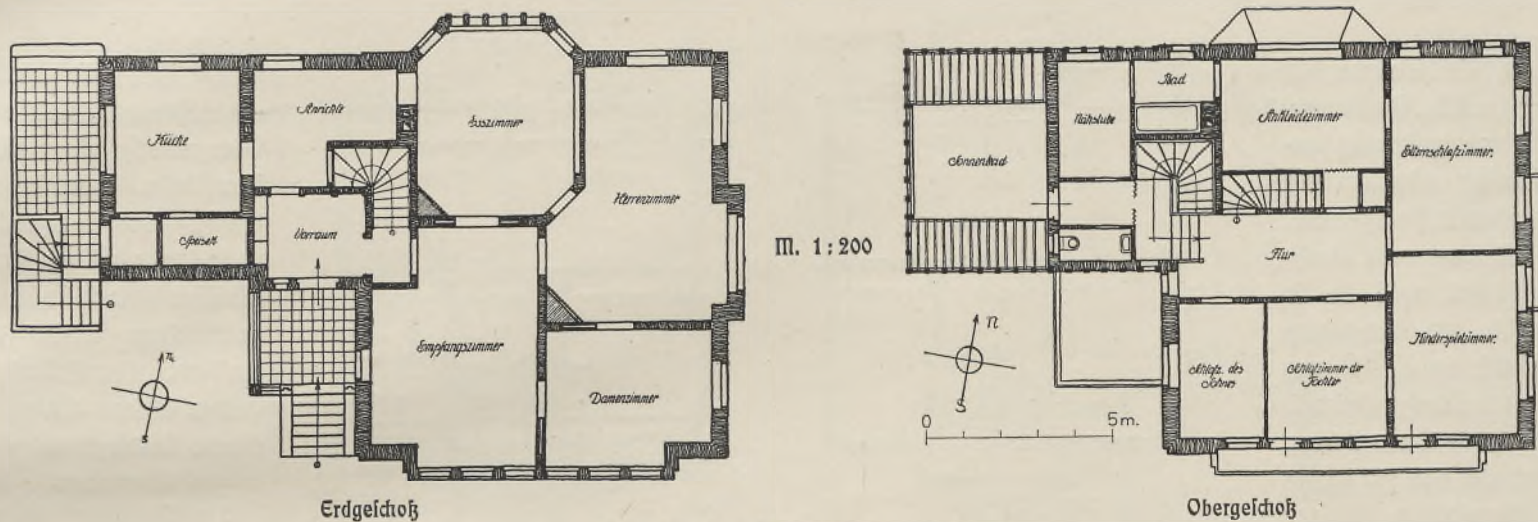 Küche
Anrichte
Esszimmer
Herrenzimmer
Speisek
Vorraum
Empfangszimmer
Damenzimmer
n
s
Erdgeschoß
M. 1:200
Sonnenbad
Nähstube
Bad
Ankleidezimmer
Elternschlafzimmer.
Flur
Kinderspielzimmer.
Schlafz. des
Sohnes
Schlafzimmer der
Tochter
n
S
0 5m.
Obergeschoß